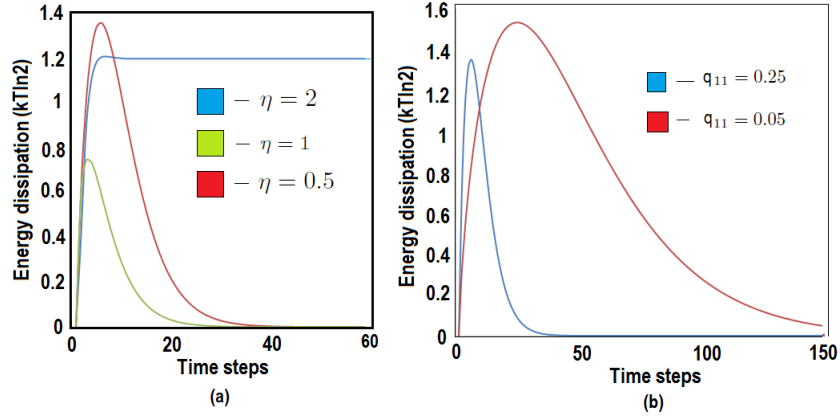 Energy dissipation (kTln2)
1.4
1.2
1
0.8
0.6
0.4
0.2
0
0
20
40
60
Time steps
(a)
– η = 2
– η = 1
– η = 0.5
Energy dissipation (kTln2)
1.6
1.4
1.2
1
0.8
0.6
0.4
0.2
0
0
50
100
150
Time steps
(b)
— q₁₁ = 0.25
– q₁₁ = 0.05